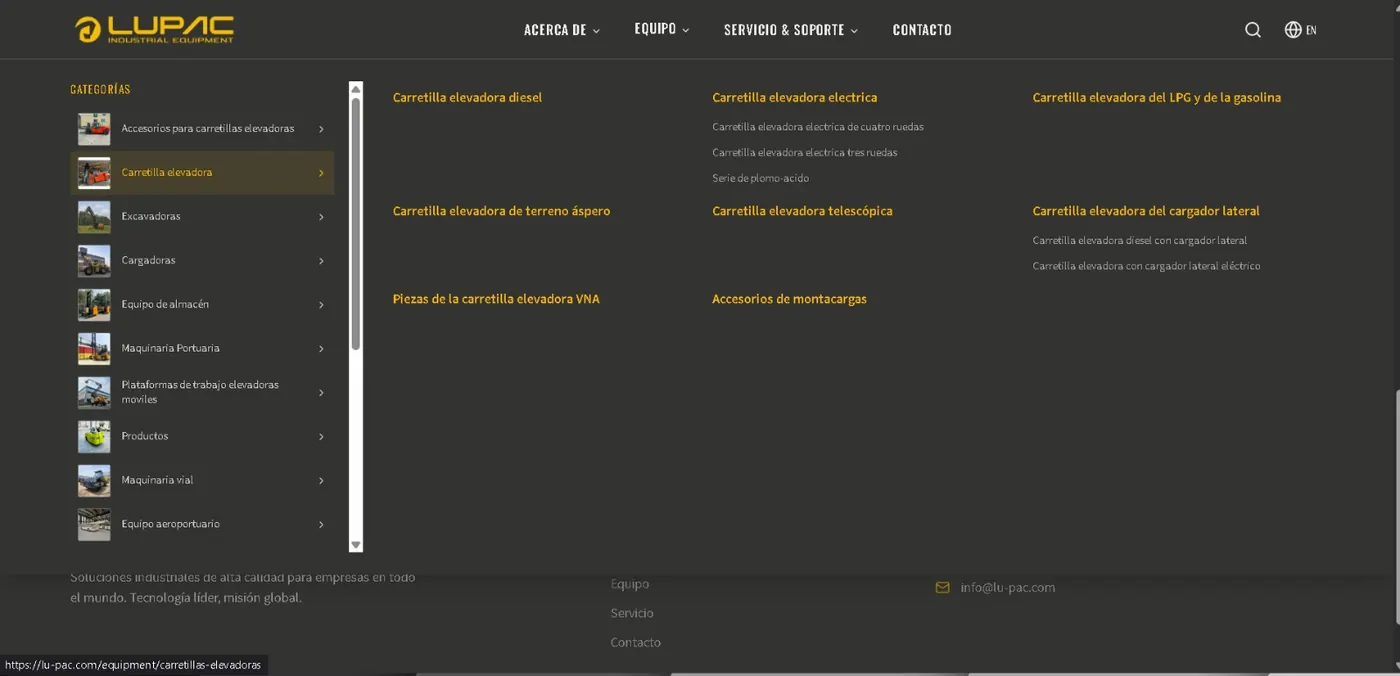 LUPAC
INDUSTRIAL EQUIPMENT
ACERCA DE
EQUIPO
SERVICIO & SOPORTE
CONTACTO
EN
CATEGORÍAS
Accesorios para carretillas elevadoras
Carretilla elevadora
Excavadoras
Cargadoras
Equipo de almacén
Maquinaria Portuaria
Plataformas de trabajo elevadoras
moviles
Productos
Maquinaria vial
Equipo aeroportuario
Carretilla elevadora diesel
Carretilla elevadora electrica
Carretilla elevadora electrica de cuatro ruedas
Carretilla elevadora electrica tres ruedas
Serie de plomo-acido
Carretilla elevadora del LPG y de la gasolina
Carretilla elevadora de terreno áspero
Carretilla elevadora telescópica
Carretilla elevadora del cargador lateral
Carretilla elevadora diesel con cargador lateral
Carretilla elevadora con cargador lateral eléctrico
Piezas de la carretilla elevadora VNA
Accesorios de montacargas
Soluciones industriales de alta calidad para empresas en todo
el mundo. Tecnología líder, misión global.
Equipo
Servicio
Contacto
info@lu-pac.com
https://lu-pac.com/equipment/carretillas-elevadoras